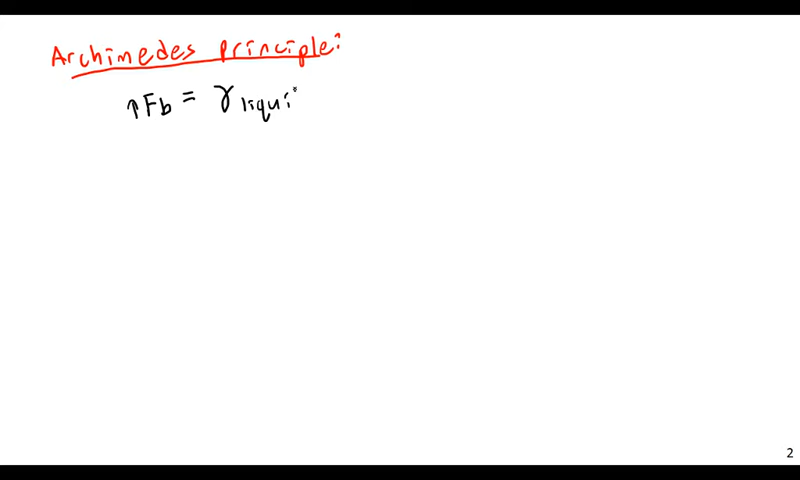 Archimedes principle:
↑Fb = γ liqui
2